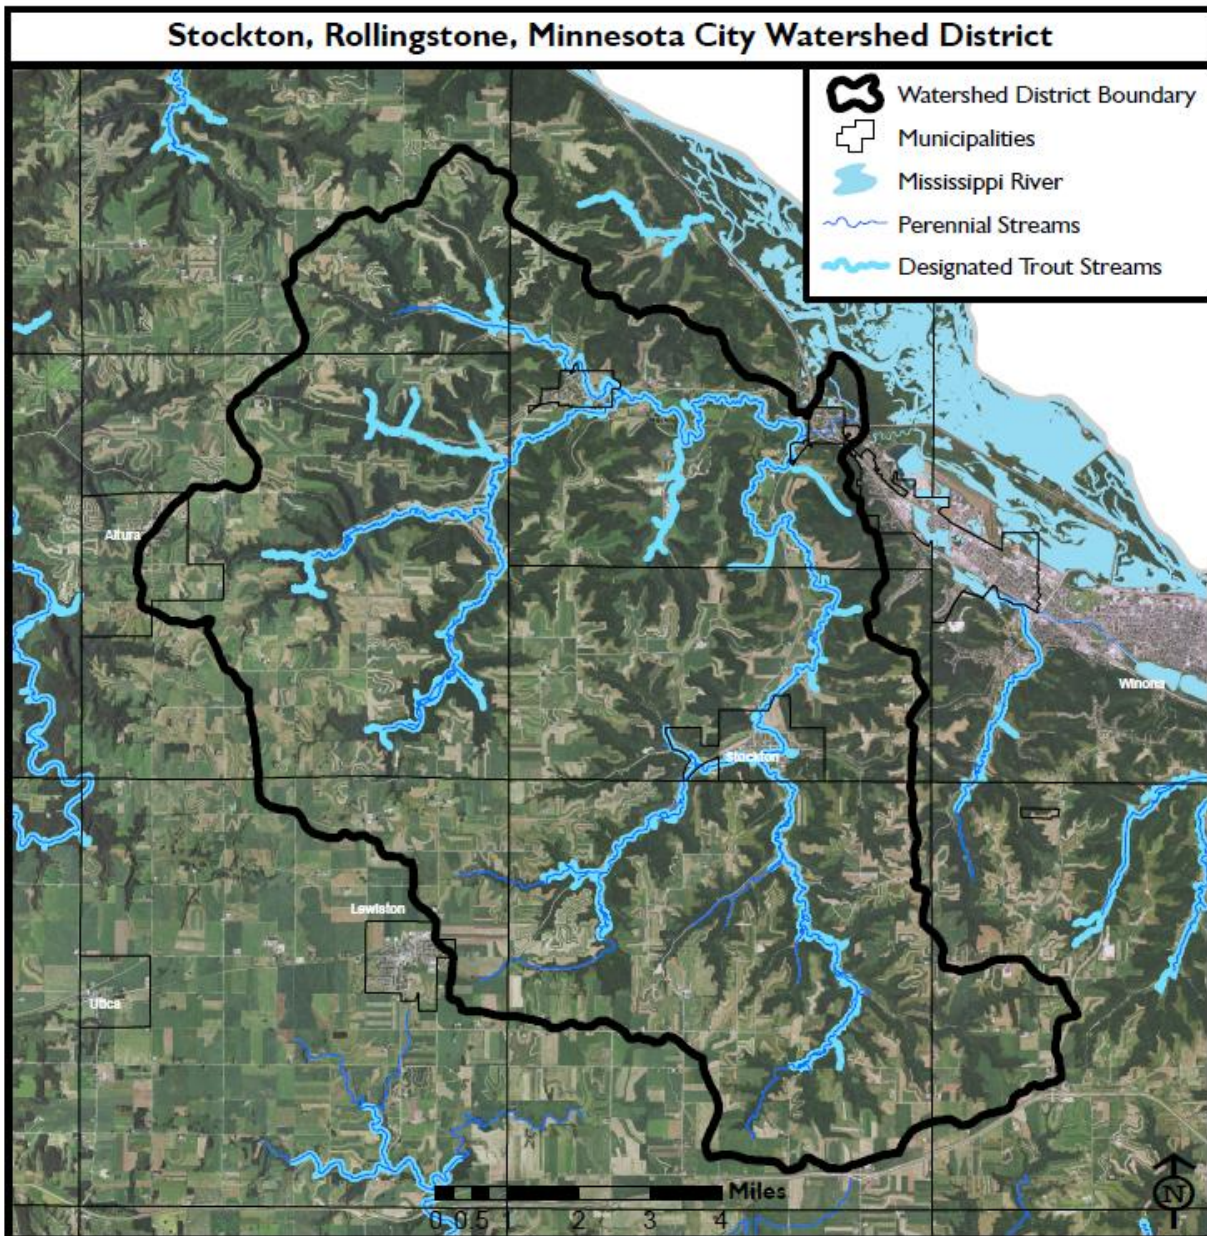 Stockton, Rollingstone, Minnesota City Watershed District
Watershed District Boundary
Municipalities
Mississippi River
Perennial Streams
Designated Trout Streams
Altura
Winona
Stockton
Lewiston
Utica
Miles
0 0.5 1 2 3 4
N